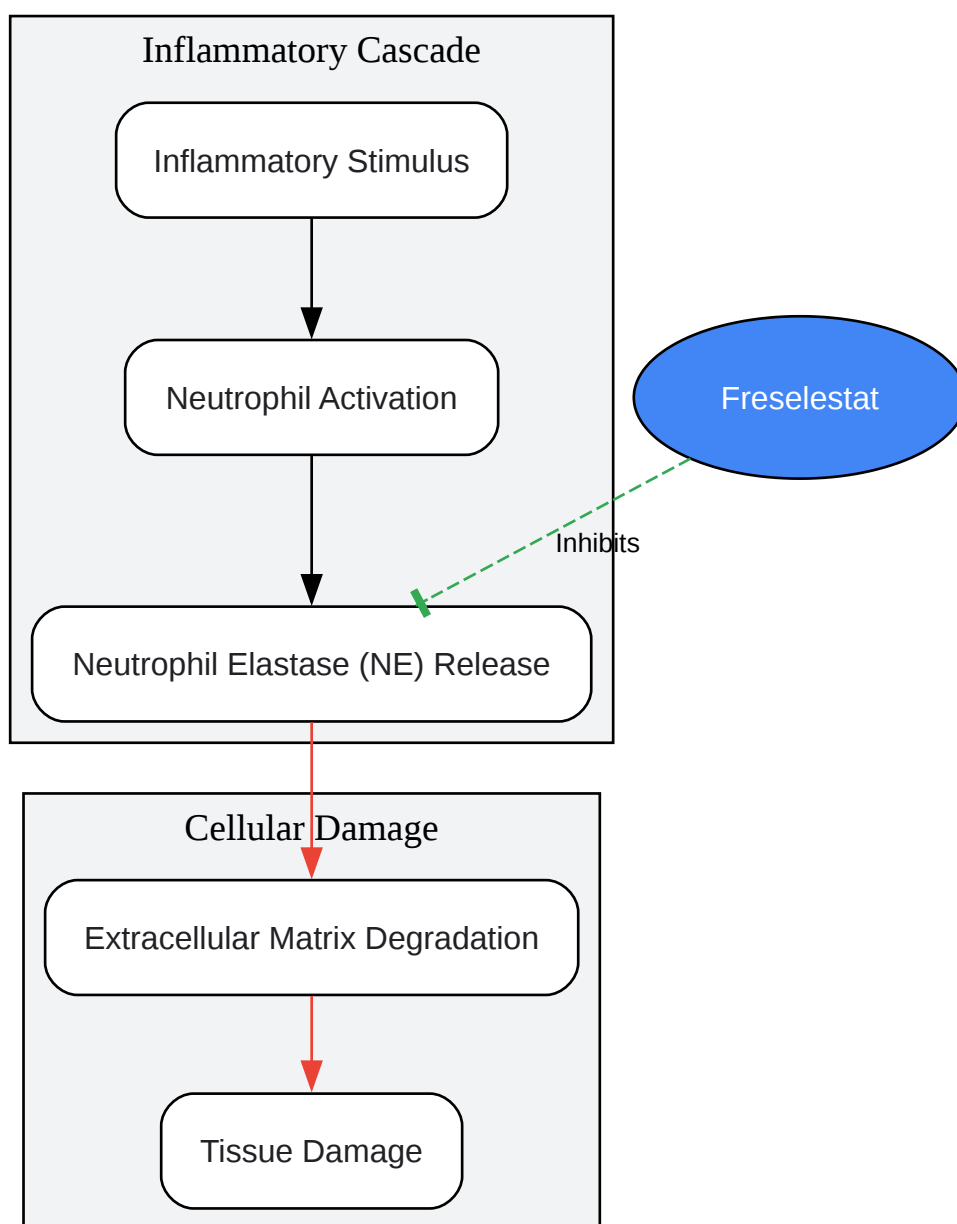 Inflammatory Cascade
Inflammatory Stimulus
Neutrophil Activation
Freselestat
Inhibits
Neutrophil Elastase (NE) Release
Cellular Damage
Extracellular Matrix Degradation
Tissue Damage